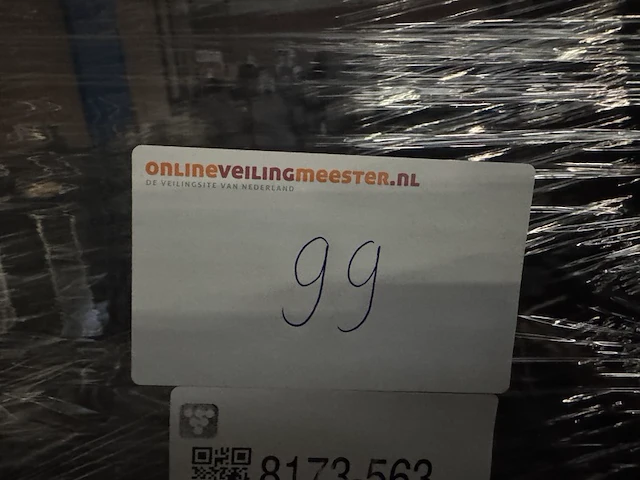 ONLINEVEILINGMEESTER.NL
DE VEILINGSITE VAN NEDERLAND
99
8173-563